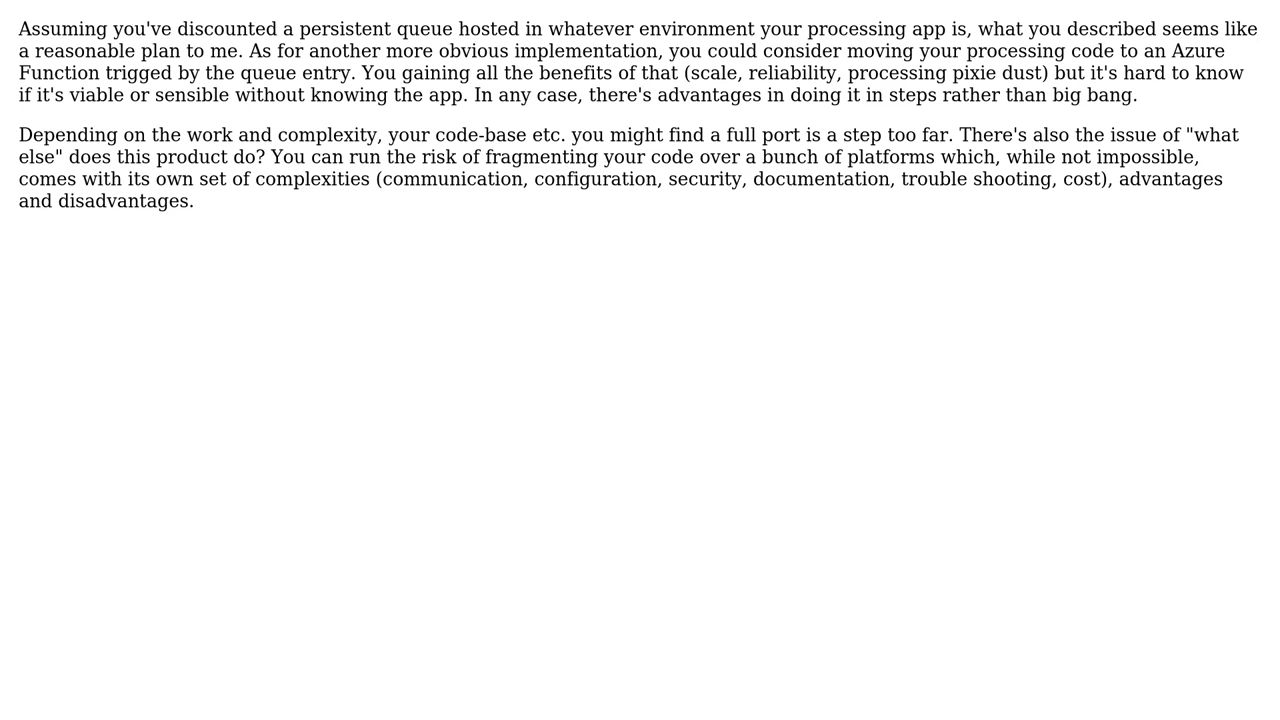 Assuming you've discounted a persistent queue hosted in whatever environment your processing app is, what you described seems like
a reasonable plan to me. As for another more obvious implementation, you could consider moving your processing code to an Azure
Function trigged by the queue entry. You gaining all the benefits of that (scale, reliability, processing pixie dust) but it's hard to know
if it's viable or sensible without knowing the app. In any case, there's advantages in doing it in steps rather than big bang.
Depending on the work and complexity, your code-base etc. you might find a full port is a step too far. There's also the issue of "what
else" does this product do? You can run the risk of fragmenting your code over a bunch of platforms which, while not impossible,
comes with its own set of complexities (communication, configuration, security, documentation, trouble shooting, cost), advantages
and disadvantages.